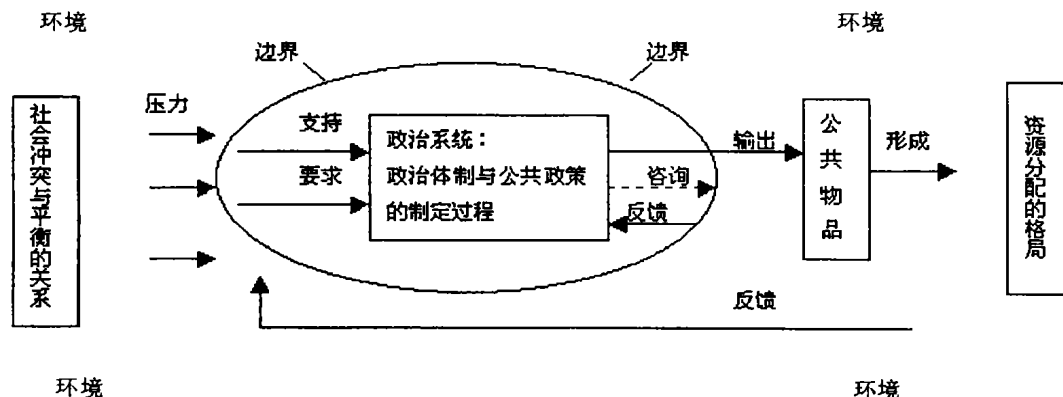 环境
环境
边界
边界
社会冲突与平衡的关系
压力
支持
要求
政治系统：
政治体制与公共政策
的制定过程
输出
咨询
反馈
公共物品
形成
资源分配的格局
反馈
环境
环境